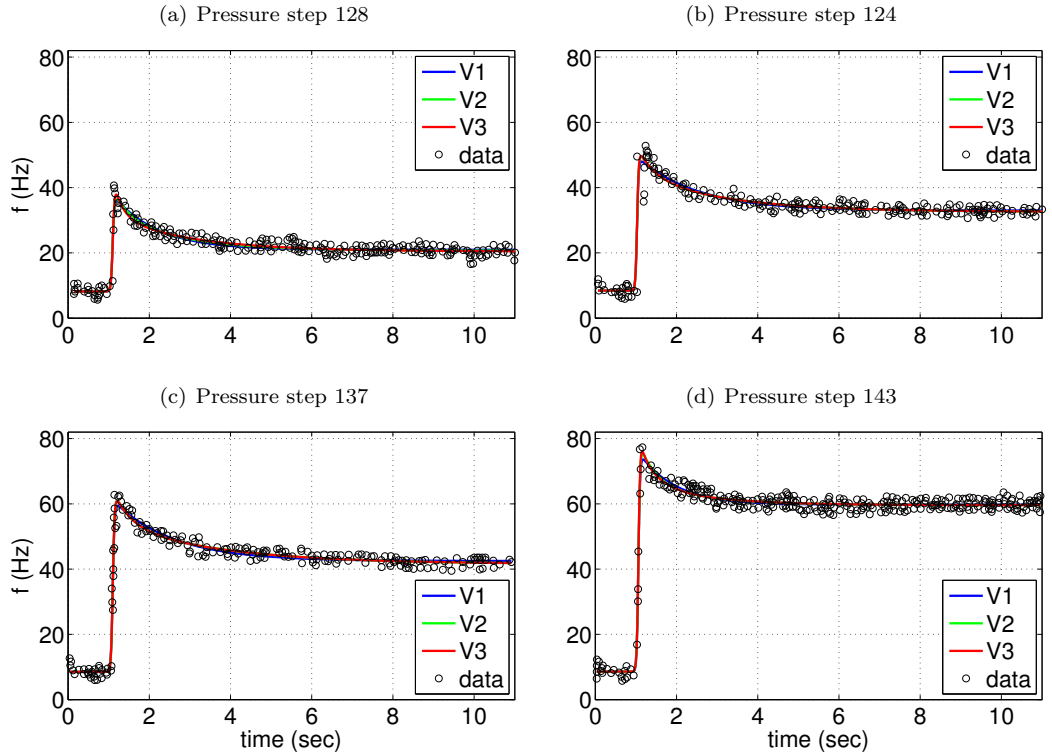 (a) Pressure step 128
f (Hz)
80
60
40
20
0
0 2 4 6 8 10
V1
V2
V3
data
(b) Pressure step 124
80
60
40
20
0
0 2 4 6 8 10
V1
V2
V3
data
(c) Pressure step 137
f (Hz)
80
60
40
20
0
0 2 4 6 8 10
time (sec)
V1
V2
V3
data
(d) Pressure step 143
80
60
40
20
0
0 2 4 6 8 10
time (sec)
V1
V2
V3
data